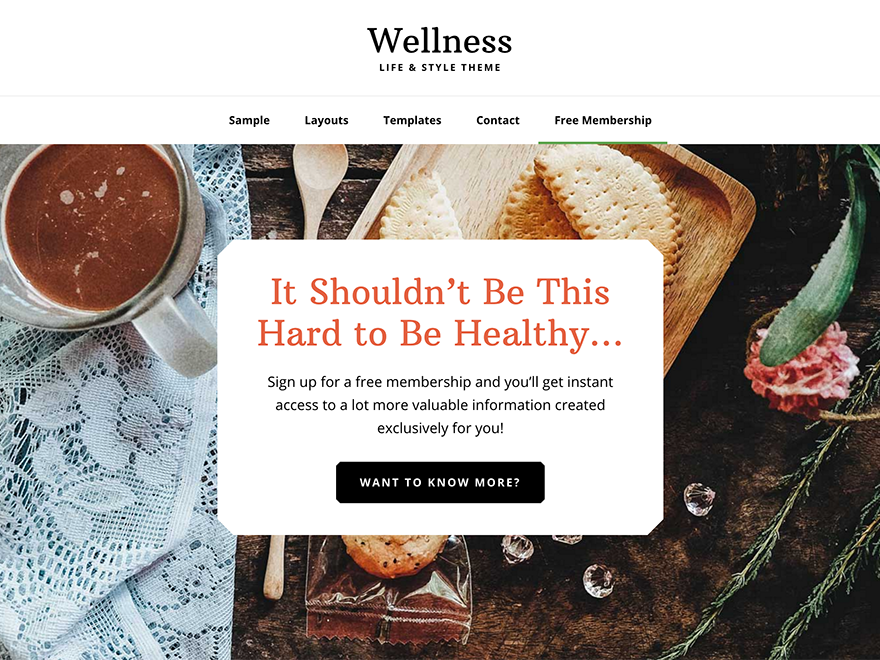 Wellness
LIFE & STYLE THEME
Sample Layouts Templates Contact Free Membership
It Shouldn’t Be This
Hard to Be Healthy...
Sign up for a free membership and you’ll get instant
access to a lot more valuable information created
exclusively for you!
WANT TO KNOW MORE?